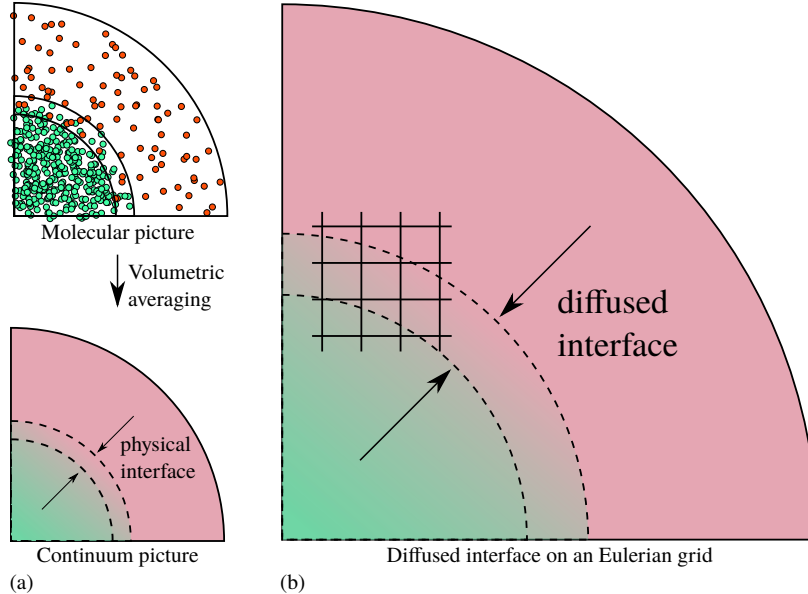 Molecular picture
Volumetric
averaging
physical
interface
Continuum picture
(a)
diffused
interface
Diffused interface on an Eulerian grid
(b)